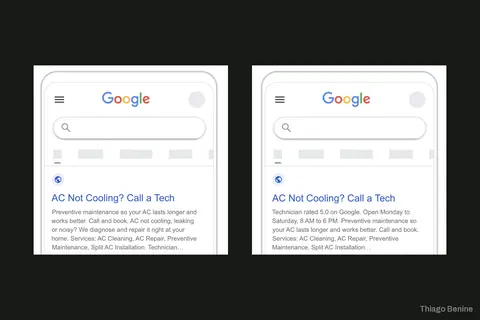 Google
AC Not Cooling? Call a Tech
Preventive maintenance so your AC lasts longer and
works better. Call and book, AC not cooling, leaking
or noisy? We diagnose and repair it right at your
home. Services: AC Cleaning, AC Repair, Preventive
Maintenance, Split AC Installation. Technician...
Google
AC Not Cooling? Call a Tech
Technician rated 5.0 on Google. Open Monday to
Saturday, 8 AM to 6 PM. Preventive maintenance so
your AC lasts longer and works better. Call and book.
Services: AC Cleaning, AC Repair, Preventive
Maintenance, Split AC Installation...
Thiago Benine